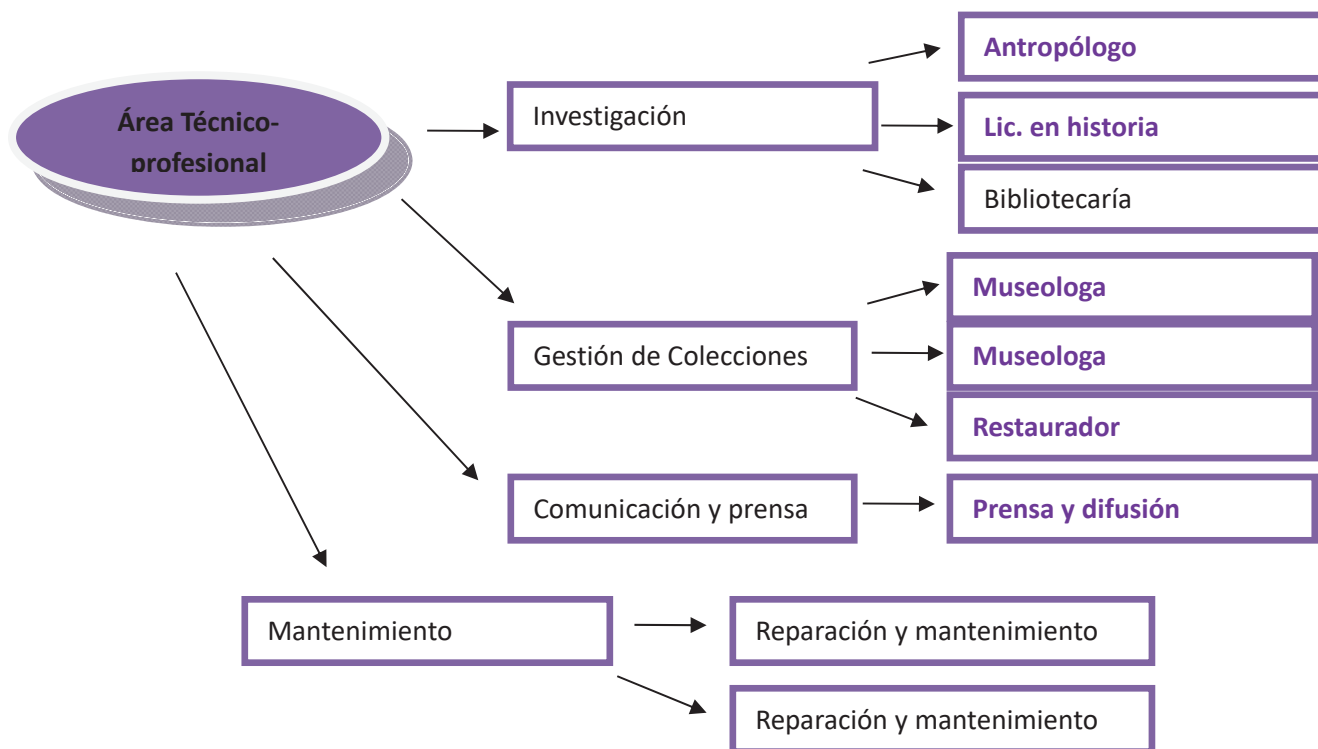 Área Técnico-
profesional
Investigación
Antropólogo
Lic. en historia
Bibliotecaría
Gestión de Colecciones
Museologa
Museologa
Restaurador
Comunicación y prensa
Prensa y difusión
Mantenimiento
Reparación y mantenimiento
Reparación y mantenimiento